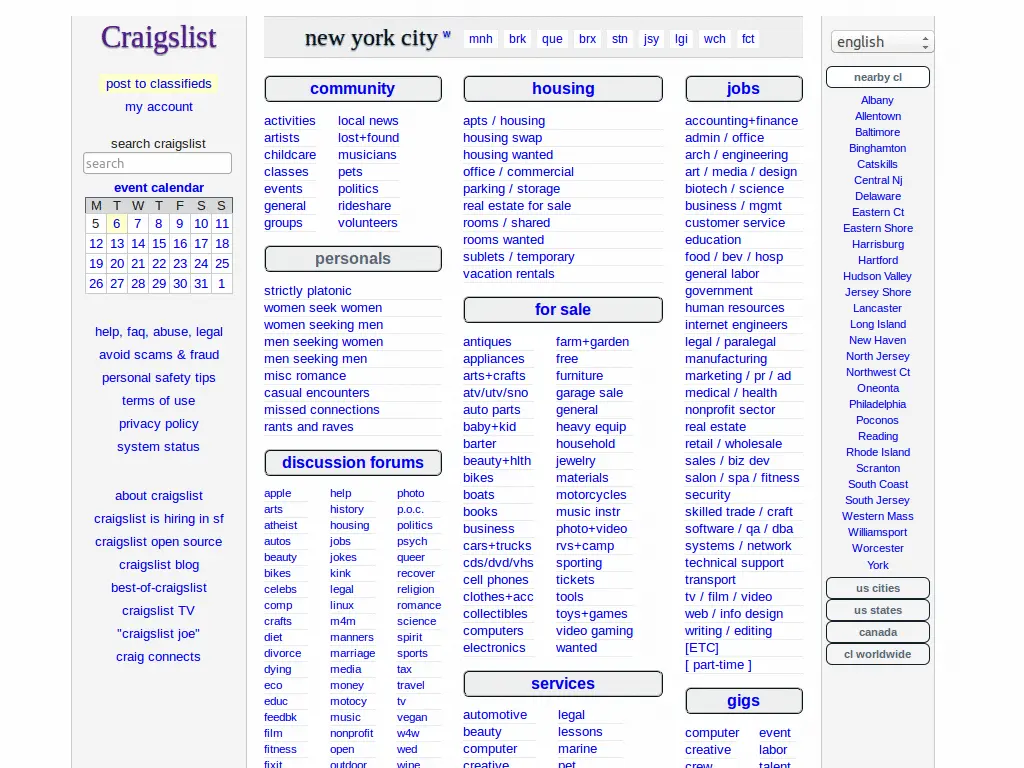 Craigslist
post to classifieds
my account
search craigslist
search
event calendar
M T W T F S S
5 6 7 8 9 10 11
12 13 14 15 16 17 18
19 20 21 22 23 24 25
26 27 28 29 30 31 1
help, faq, abuse, legal
avoid scams & fraud
personal safety tips
terms of use
privacy policy
system status
about craigslist
craigslist is hiring in sf
craigslist open source
craigslist blog
best-of-craigslist
craigslist TV
"craigslist joe"
craig connects
new york city w mnh brk que brx stn jsy lgi wch fct
community
activities
artists
childcare
classes
events
general
groups
local news
lost+found
musicians
pets
politics
rideshare
volunteers
personals
strictly platonic
women seek women
women seeking men
men seeking women
men seeking men
misc romance
casual encounters
missed connections
rants and raves
discussion forums
apple
arts
atheist
autos
beauty
bikes
celebs
comp
crafts
diet
divorce
dying
eco
educ
feedbk
film
fitness
fixit
help
history
housing
jobs
jokes
kink
legal
linux
m4m
manners
marriage
media
money
motocy
music
nonprofit
open
outdoor
photo
p.o.c.
politics
psych
queer
recover
religion
romance
science
spirit
sports
tax
travel
tv
vegan
w4w
wed
wine
housing
apts / housing
housing swap
housing wanted
office / commercial
parking / storage
real estate for sale
rooms / shared
rooms wanted
sublets / temporary
vacation rentals
for sale
antiques
appliances
arts+crafts
atv/utv/sno
auto parts
baby+kid
barter
beauty+hlth
bikes
boats
books
business
cars+trucks
cds/dvd/vhs
cell phones
clothes+acc
collectibles
computers
electronics
farm+garden
free
furniture
garage sale
general
heavy equip
household
jewelry
materials
motorcycles
music instr
photo+video
rvs+camp
sporting
tickets
tools
toys+games
video gaming
wanted
services
automotive
beauty
computer
creative
legal
lessons
marine
pet
jobs
accounting+finance
admin / office
arch / engineering
art / media / design
biotech / science
business / mgmt
customer service
education
food / bev / hosp
general labor
government
human resources
internet engineers
legal / paralegal
manufacturing
marketing / pr / ad
medical / health
nonprofit sector
real estate
retail / wholesale
sales / biz dev
salon / spa / fitness
security
skilled trade / craft
software / qa / dba
systems / network
technical support
transport
tv / film / video
web / info design
writing / editing
[ETC]
[ part-time ]
gigs
computer
creative
crew
event
labor
talent
english
nearby cl
Albany
Allentown
Baltimore
Binghamton
Catskills
Central Nj
Delaware
Eastern Ct
Eastern Shore
Harrisburg
Hartford
Hudson Valley
Jersey Shore
Lancaster
Long Island
New Haven
North Jersey
Northwest Ct
Oneonta
Philadelphia
Poconos
Reading
Rhode Island
Scranton
South Coast
South Jersey
Western Mass
Williamsport
Worcester
York
us cities
us states
canada
cl worldwide